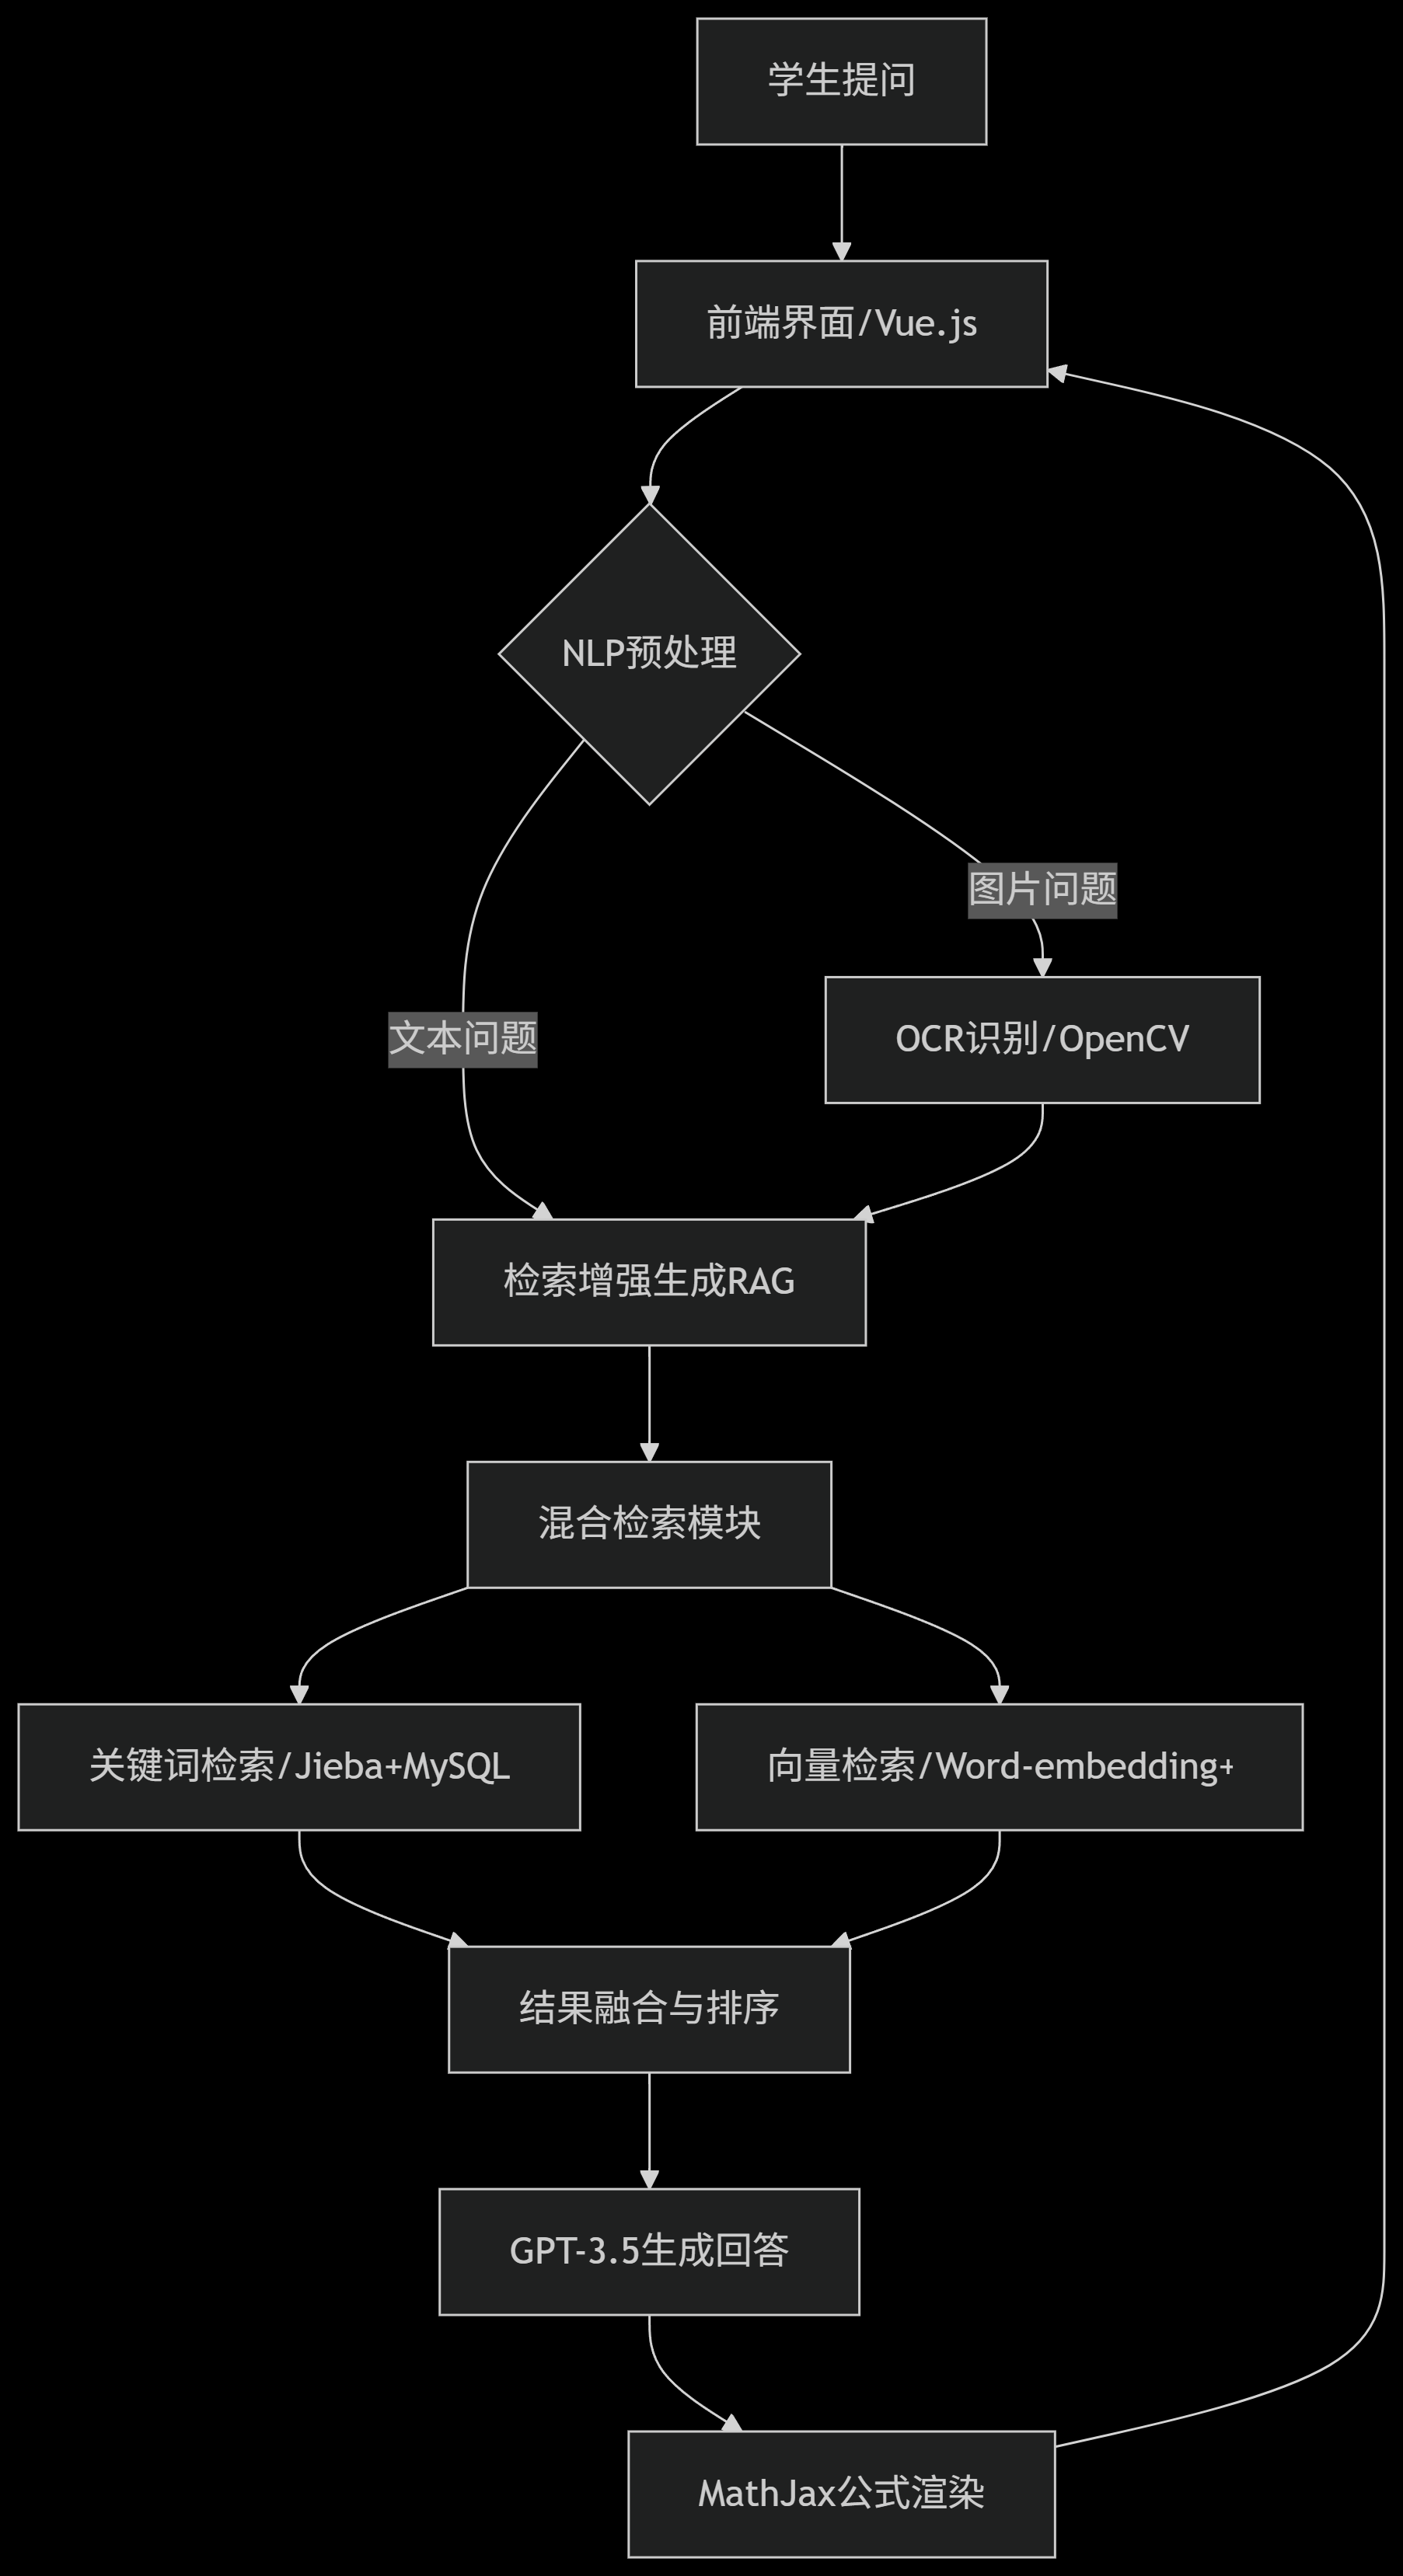 学生提问
前端界面/Vue.js
NLP预处理
图片问题
文本问题
OCR识别/OpenCV
检索增强生成RAG
混合检索模块
关键词检索/Jieba+MySQL
向量检索/Word-embedding+
结果融合与排序
GPT-3.5生成回答
MathJax公式渲染